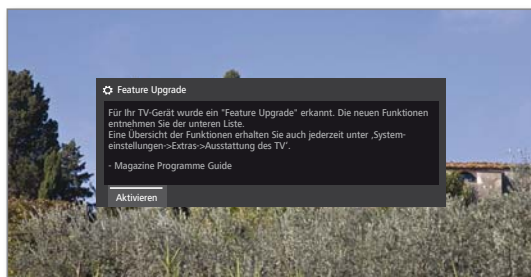 Feature Upgrade
Für Ihr TV-Gerät wurde ein "Feature Upgrade" erkannt. Die neuen Funktionen
entnehmen Sie der unteren Liste.
Eine Übersicht der Funktionen erhalten Sie auch jederzeit unter ‚System-
einstellungen->Extras->Ausstattung des TV‘.
- Magazine Programme Guide
Aktivieren